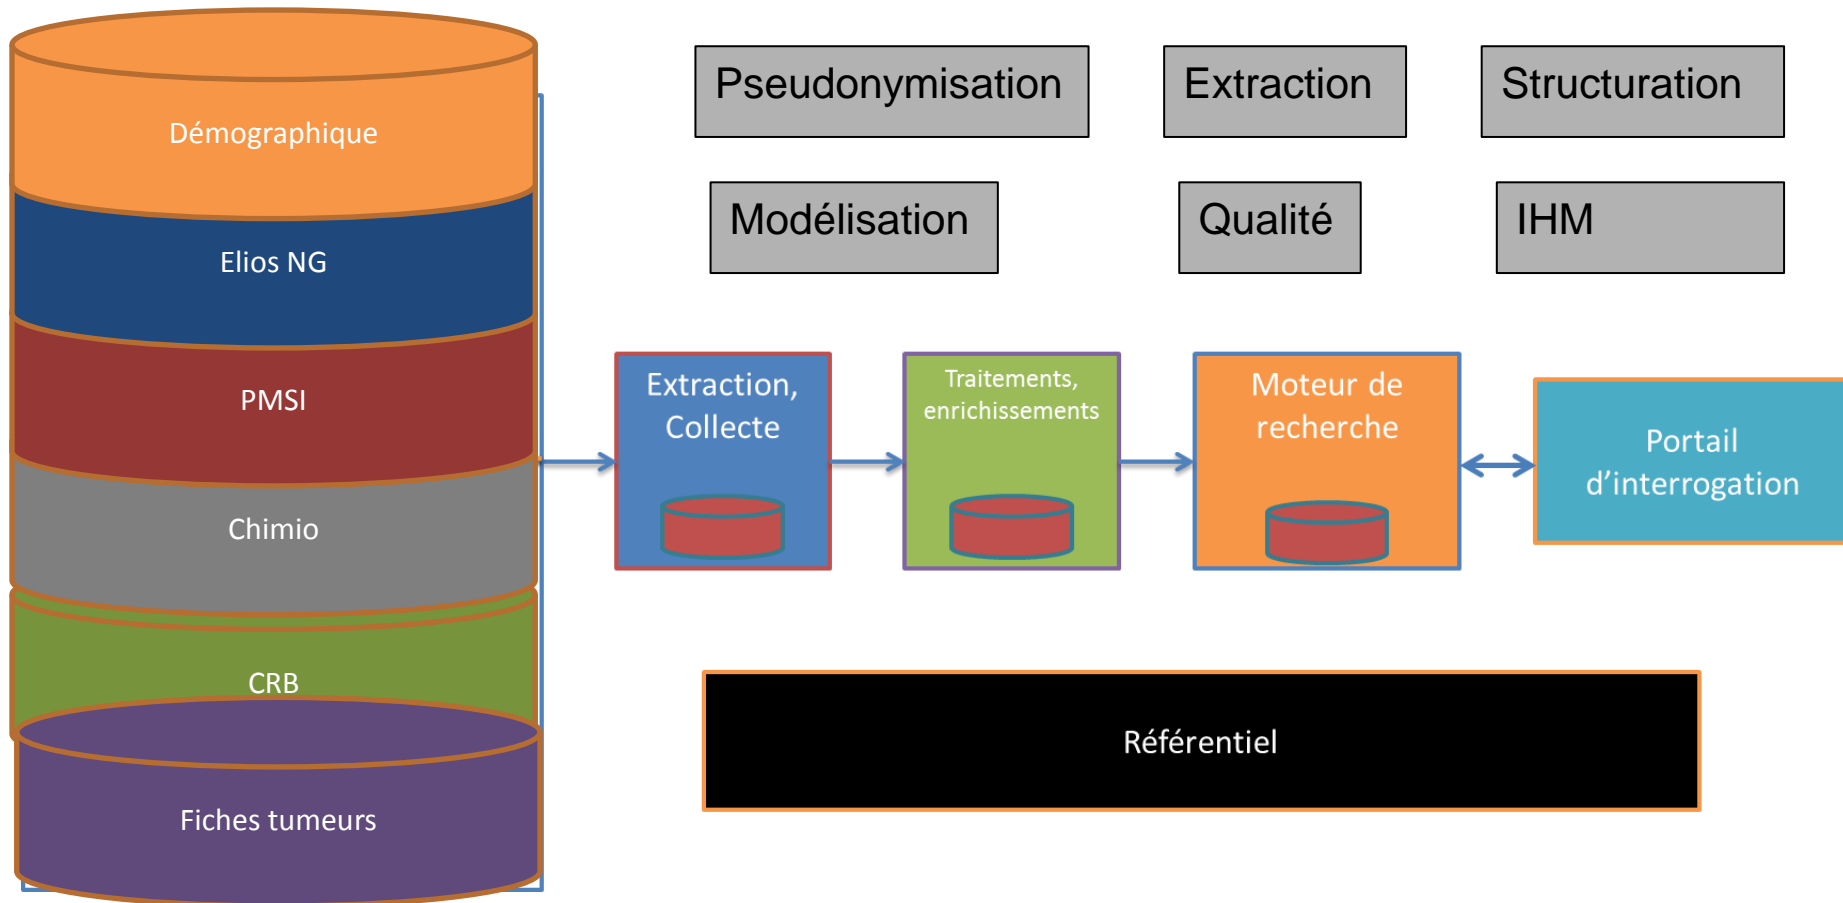 Démographique
Elios NG
PMSI
Chimio
CRB
Fiches tumeurs
Pseudonymisation
Extraction
Structuration
Modélisation
Qualité
IHM
Extraction,
Collecte
Traitements,
enrichissements
Moteur de
recherche
Portail
d’interrogation
Référentiel